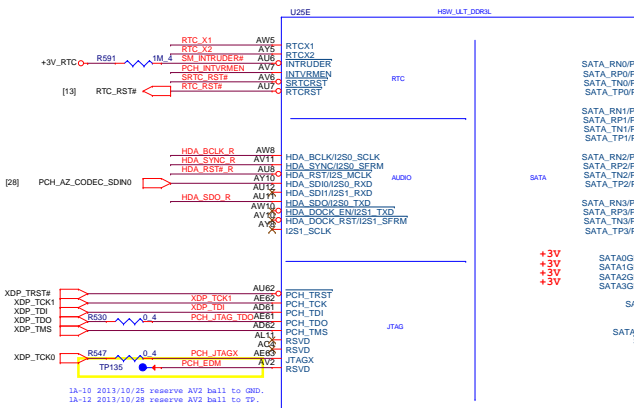 U25E HSW_ULT_DDR3L
RTC_X1 AW5 RTCX1
RTC_X2 AY5 RTCX2
+3V_RTC R591 1M_4 SM_INTRUDER# AU6 INTRUDER SATA_RN0/P
PCH_INTVRMEN AV7 INTVRMEN RTC SATA_RP0/P
SRTC_RST# AV6 SRTCRST SATA_TN0/P
[13] RTC_RST# RTC_RST# AU7 RTCRST SATA_TP0/P
SATA_RN1/P
SATA_RP1/P
SATA_TN1/P
SATA_TP1/P
HDA_BCLK_R AW8 HDA_BCLK/I2S0_SCLK SATA_RN2/P
HDA_SYNC_R AV11 HDA_SYNC/I2S0_SFRM SATA_RP2/P
HDA_RST#_R AU8 HDA_RST/I2S_MCLK SATA_TN2/P
[28] PCH_AZ_CODEC_SDIN0 AY10 HDA_SDI0/I2S0_RXD AUDIO SATA SATA_TP2/P
AU12 HDA_SDI1/I2S1_RXD
HDA_SDO_R AU11 HDA_SDO/I2S0_TXD SATA_RN3/P
AW10 HDA_DOCK_EN/I2S1_TXD SATA_RP3/P
AV10 HDA_DOCK_RST/I2S1_SFRM SATA_TN3/P
I2S1_SCLK SATA_TP3/P
+3V SATA0G
+3V SATA1G
+3V SATA2G
+3V SATA3G
XDP_TRST# AU62 PCH_TRST
XDP_TCK1 XDP_TCK1 AE62 PCH_TCK SA
XDP_TDI XDP_TDI AD61 PCH_TDI
XDP_TDO R530 0_4 PCH_JTAG_TDO AE61 PCH_TDO
XDP_TMS AD62 PCH_TMS JTAG SATA
AL11 RSVD
AC4 RSVD
XDP_TCK0 R547 0_4 PCH_JTAGX AE63 JTAGX
TP135 PCH_EDM AV2 RSVD
1A-10 2013/10/25 reserve AV2 ball to GND.
1A-12 2013/10/28 reserve AV2 ball to TP.